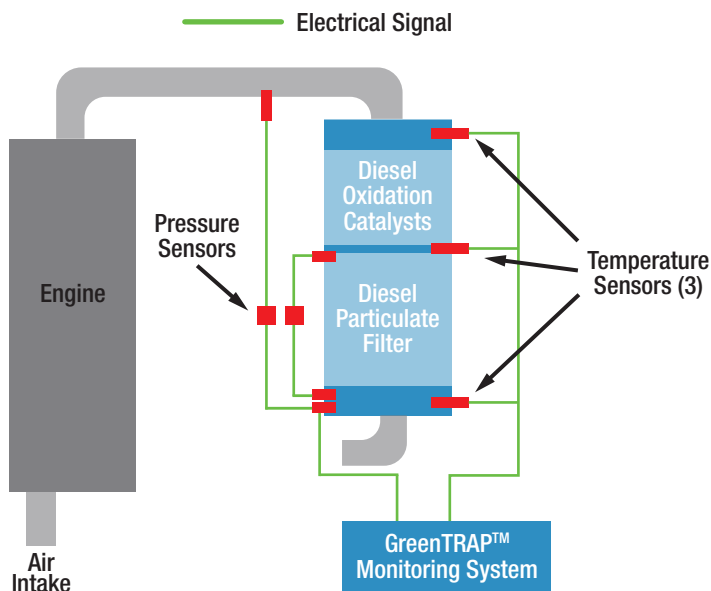 Electrical Signal
Diesel
Oxidation
Catalysts
Pressure
Sensors
Temperature
Sensors (3)
Engine
Diesel
Particulate
Filter
GreenTRAP™
Monitoring System
Air
Intake